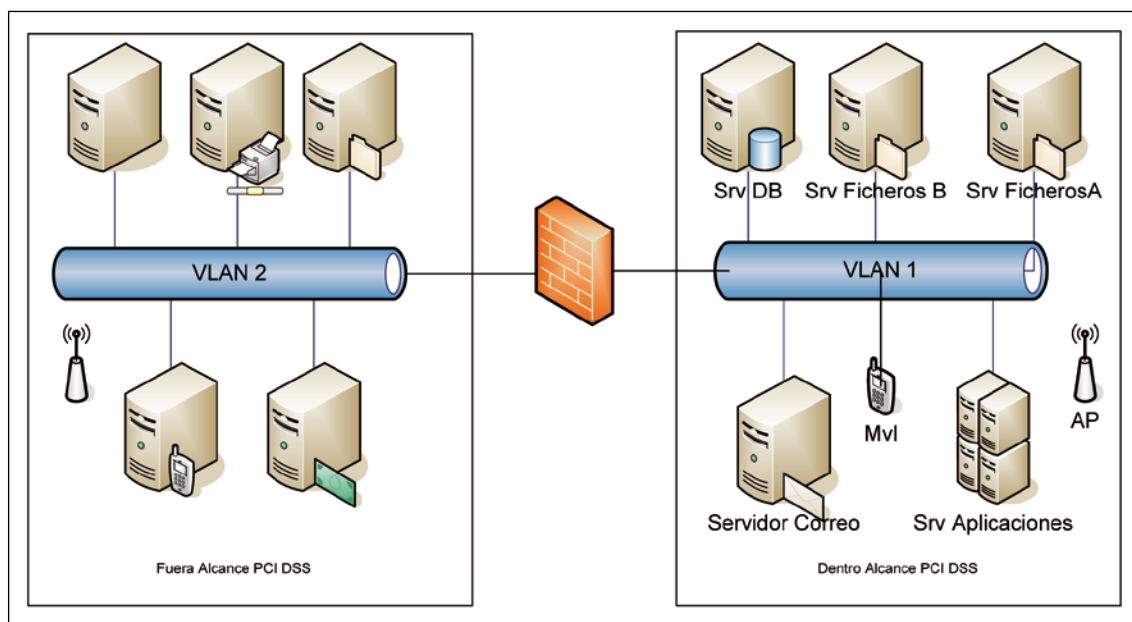 Srv DB
Srv Ficheros B
Srv FicherosA
VLAN 2
VLAN 1
Mvl
AP
Servidor Correo
Srv Aplicaciones
Fuera Alcance PCI DSS
Dentro Alcance PCI DSS